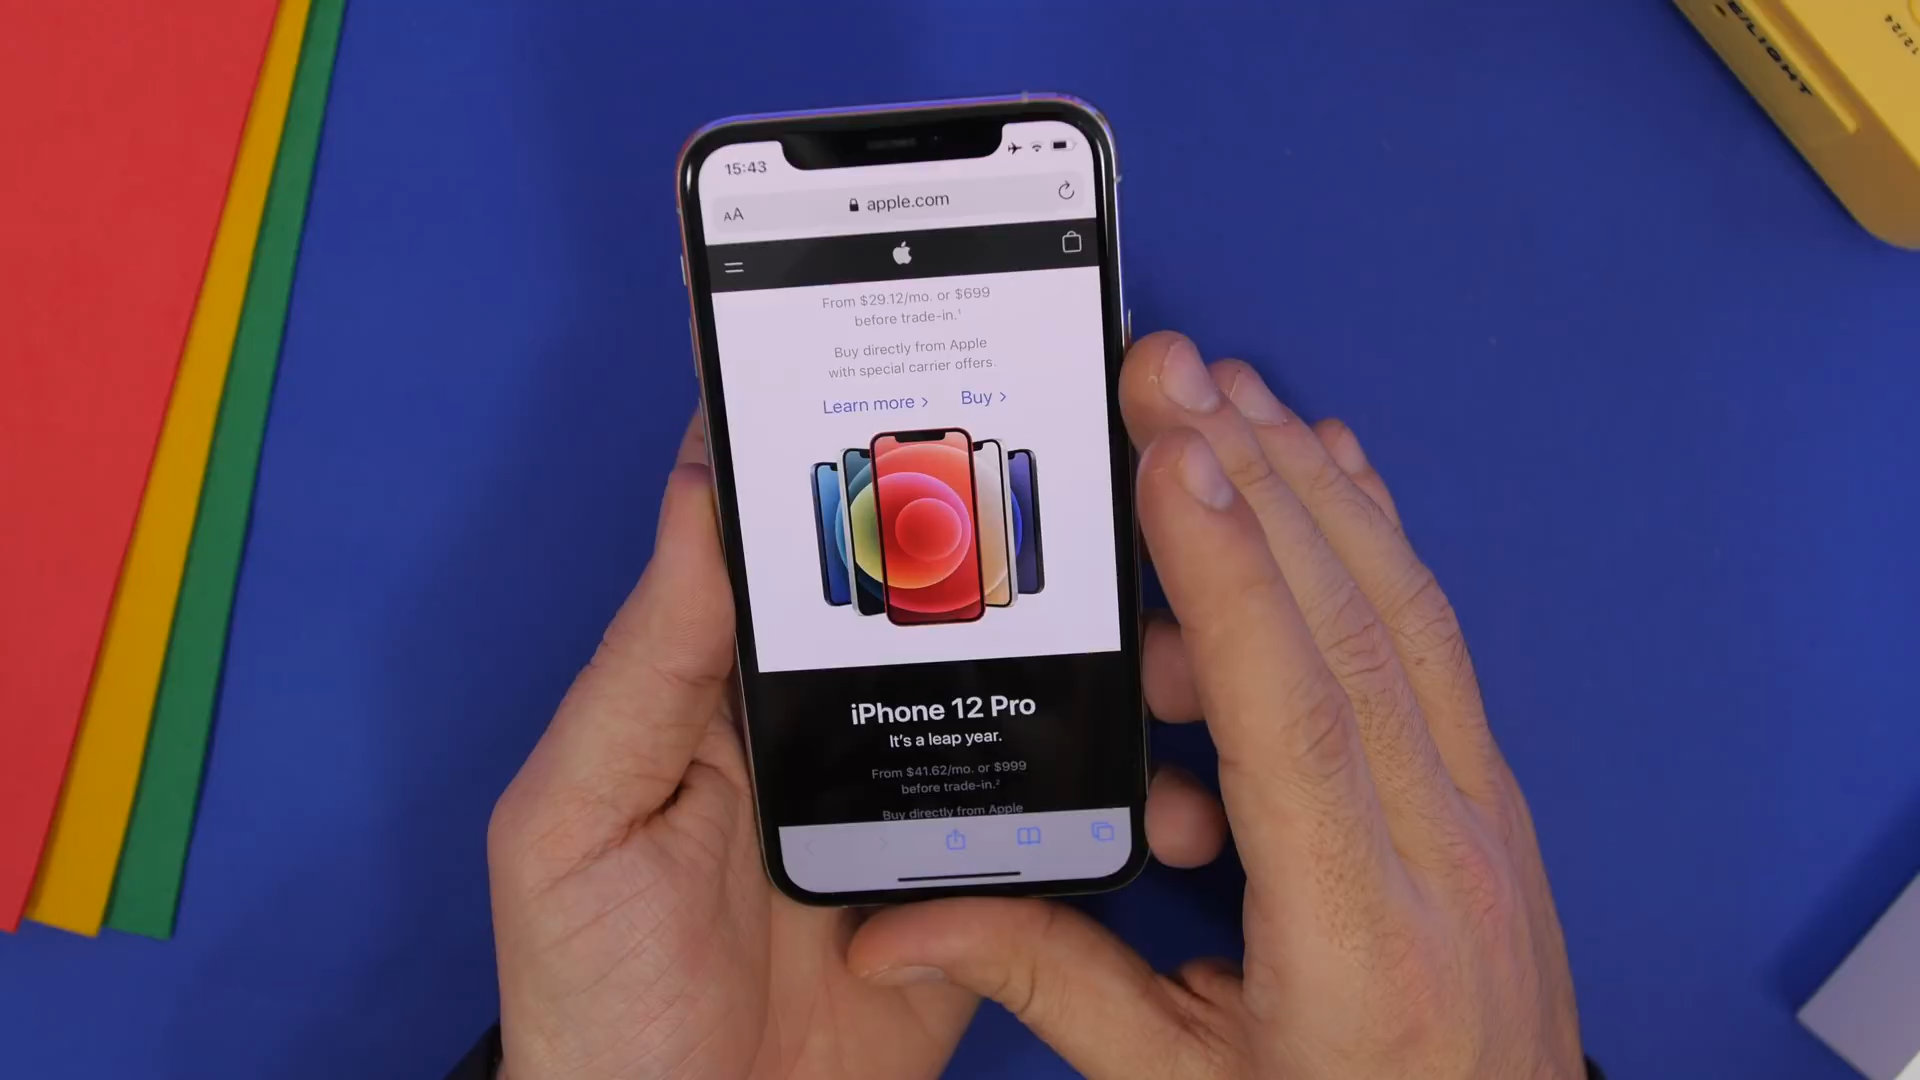 15:43
AA
apple.com
From $29.12/mo. or $699
before trade-in.¹
Buy directly from Apple
with special carrier offers.
Learn more >
Buy >
iPhone 12 Pro
It's a leap year.
From $41.62/mo. or $999
before trade-in.²
Buy directly from Apple
12/24